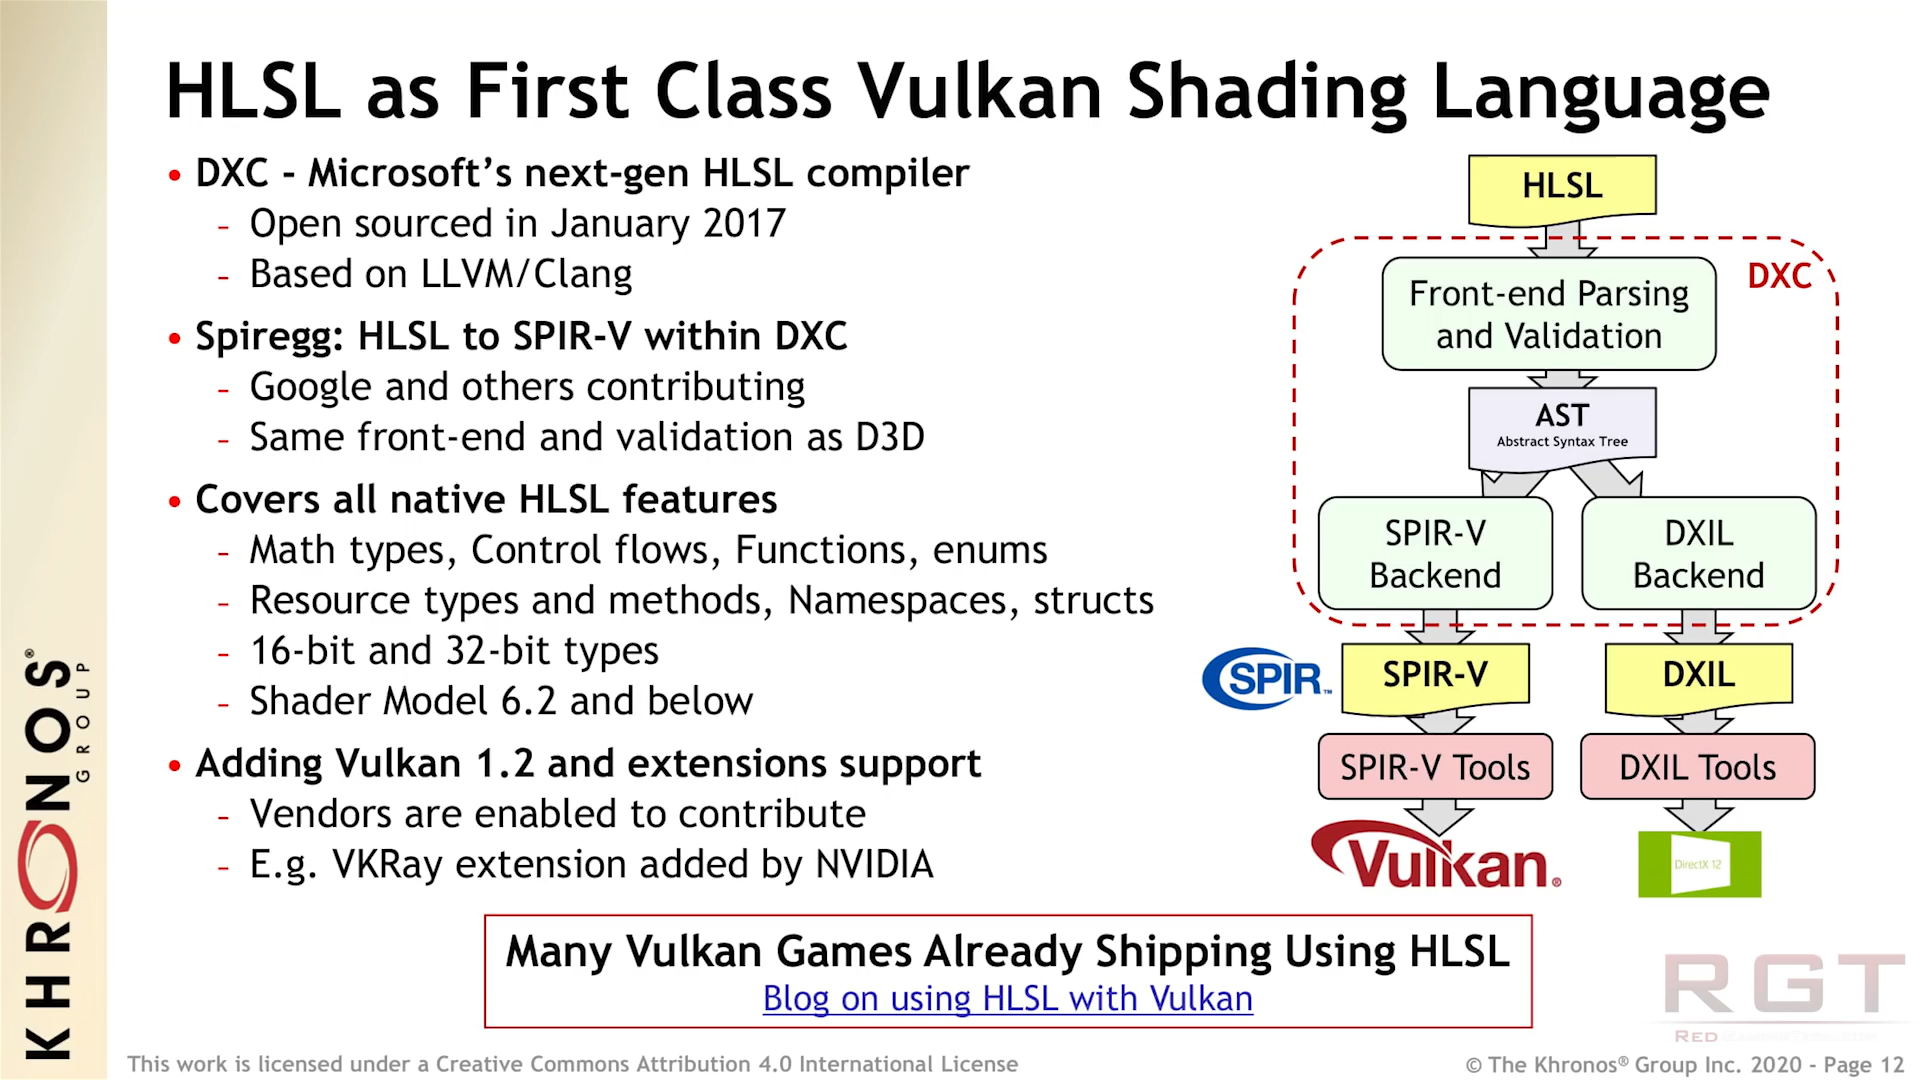 HLSL as First Class Vulkan Shading Language
• DXC - Microsoft’s next-gen HLSL compiler
- Open sourced in January 2017
- Based on LLVM/Clang
• Spiregg: HLSL to SPIR-V within DXC
- Google and others contributing
- Same front-end and validation as D3D
• Covers all native HLSL features
- Math types, Control flows, Functions, enums
- Resource types and methods, Namespaces, structs
- 16-bit and 32-bit types
- Shader Model 6.2 and below
• Adding Vulkan 1.2 and extensions support
- Vendors are enabled to contribute
- E.g. VKRay extension added by NVIDIA
HLSL
DXC
Front-end Parsing
and Validation
AST
Abstract Syntax Tree
SPIR-V
Backend
DXIL
Backend
SPIR™
SPIR-V
DXIL
SPIR-V Tools
DXIL Tools
Vulkan®
DirectX 12
Many Vulkan Games Already Shipping Using HLSL
Blog on using HLSL with Vulkan
KHRONOS®
GROUP
RGT
RED
This work is licensed under a Creative Commons Attribution 4.0 International License
© The Khronos® Group Inc. 2020 - Page 12